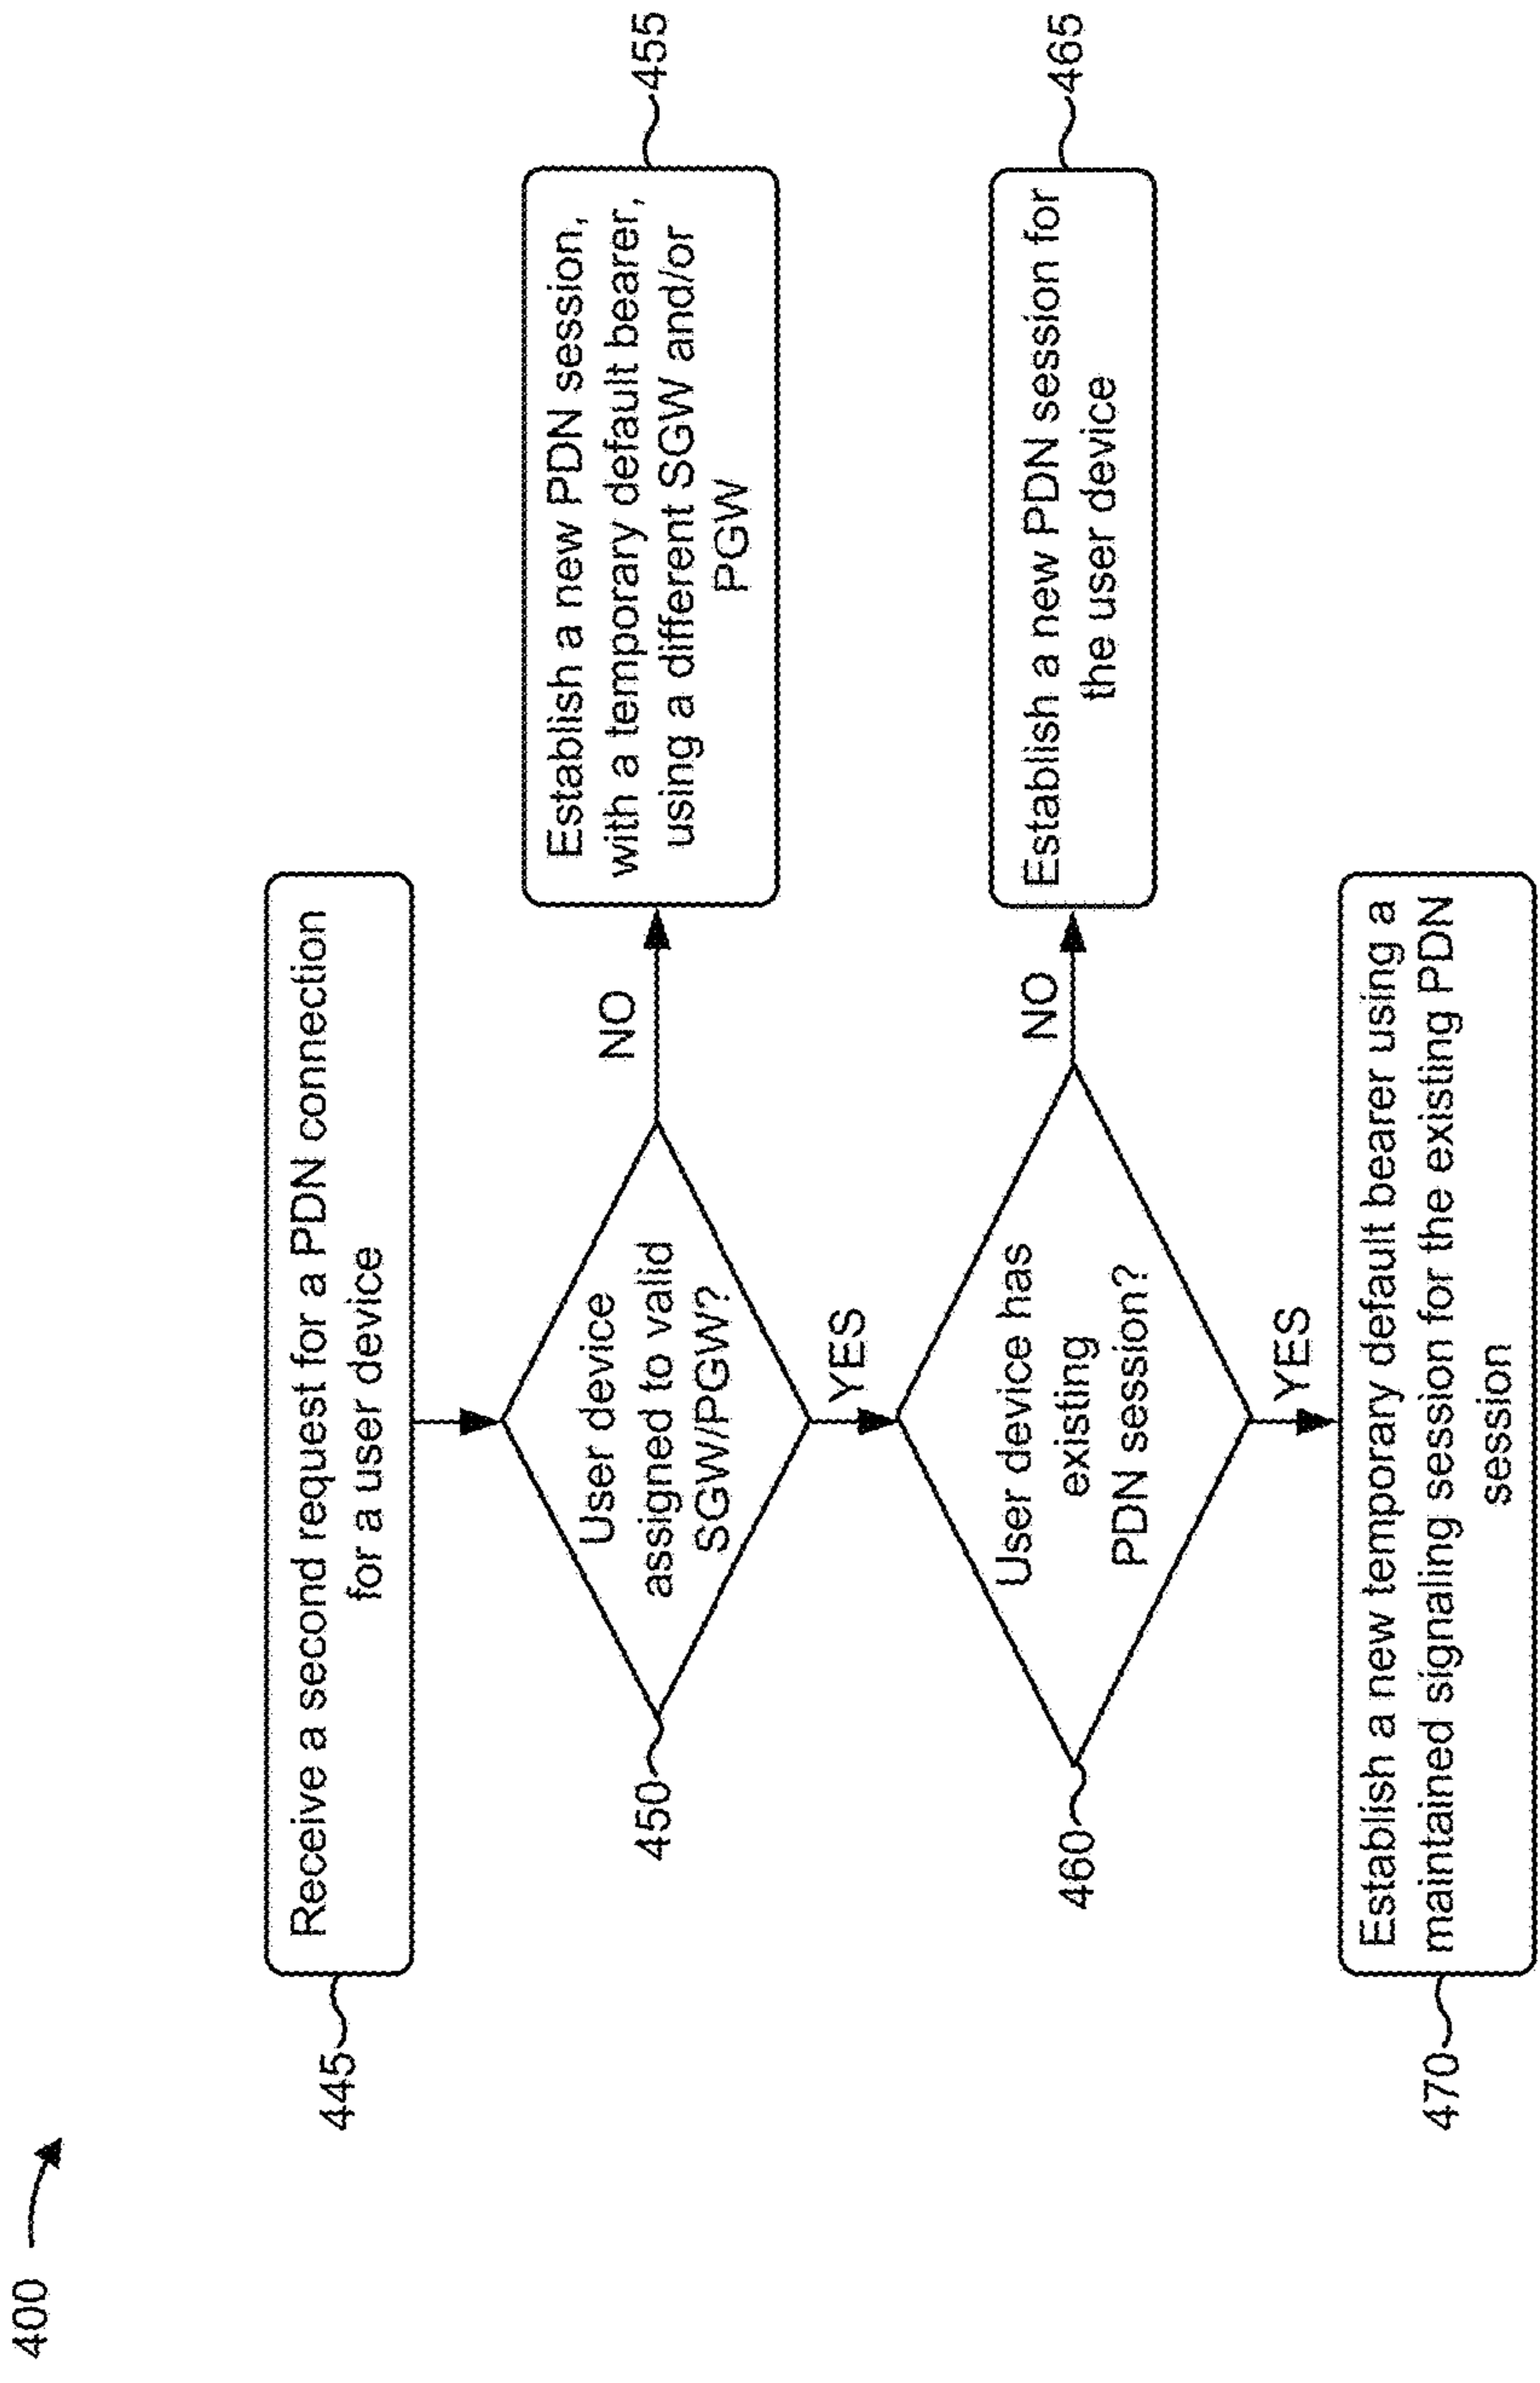 400
445
Receive a second request for a PDN connection
for a user device
450
User device
assigned to valid
SGW/PGW?
NO
455
Establish a new PDN session,
with a temporary default bearer,
using a different SGW and/or
PGW
YES
460
User device has
existing
PDN session?
NO
465
Establish a new PDN session for
the user device
YES
470
Establish a new temporary default bearer using a
maintained signaling session for the existing PDN
session